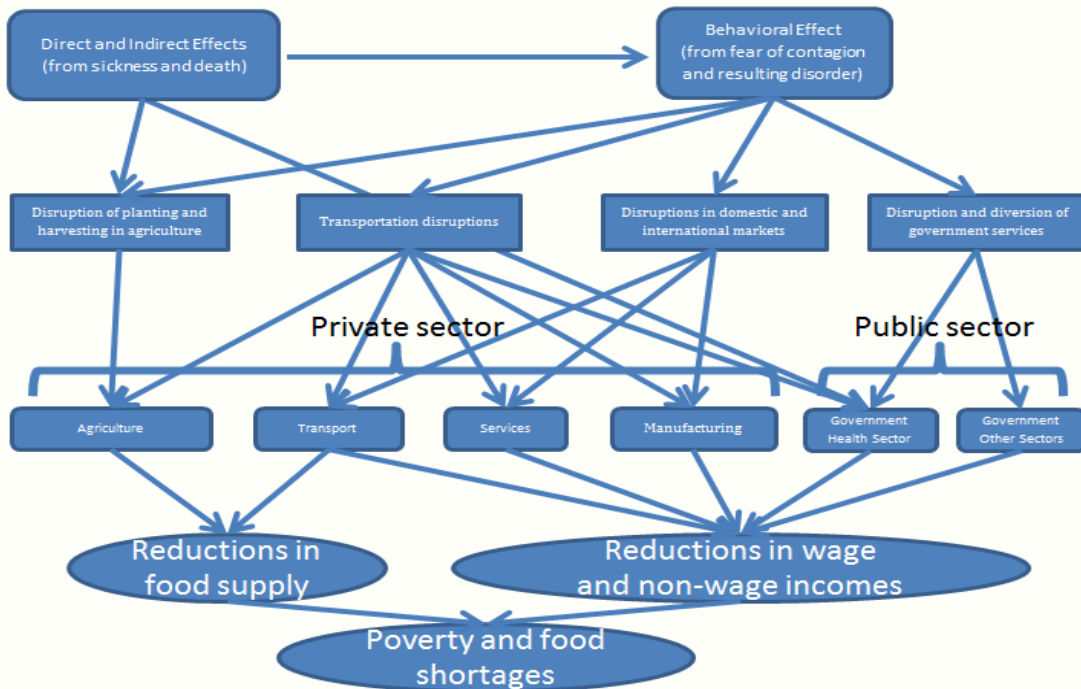 Direct and Indirect Effects
(from sickness and death)
Behavioral Effect
(from fear of contagion
and resulting disorder)
Disruption of planting and
harvesting in agriculture
Transportation disruptions
Disruptions in domestic and
international markets
Disruption and diversion of
government services
Private sector
Public sector
Agriculture
Transport
Services
Manufacturing
Government
Health Sector
Government
Other Sectors
Reductions in
food supply
Reductions in wage
and non-wage incomes
Poverty and food
shortages